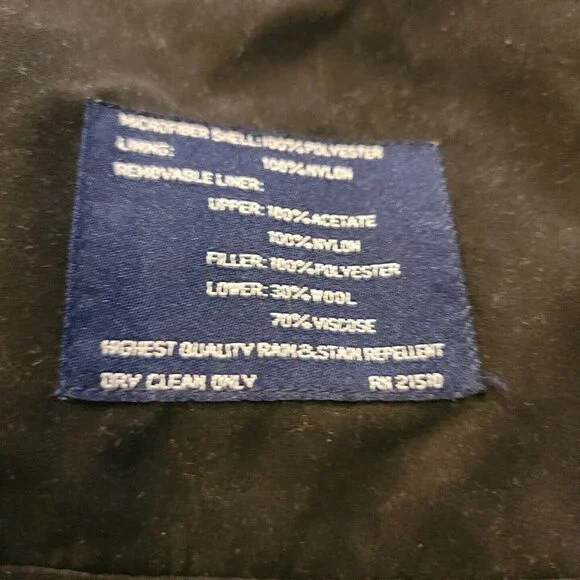 MICROFIBER SHELL: 100% POLYESTER
LINING: 100% NYLON
REMOVABLE LINER:
UPPER: 100% ACETATE
100% NYLON
FILLER: 100% POLYESTER
LOWER: 30% WOOL
70% VISCOSE
HIGHEST QUALITY RAIN & STAIN REPELLENT
DRY CLEAN ONLY RN 21510